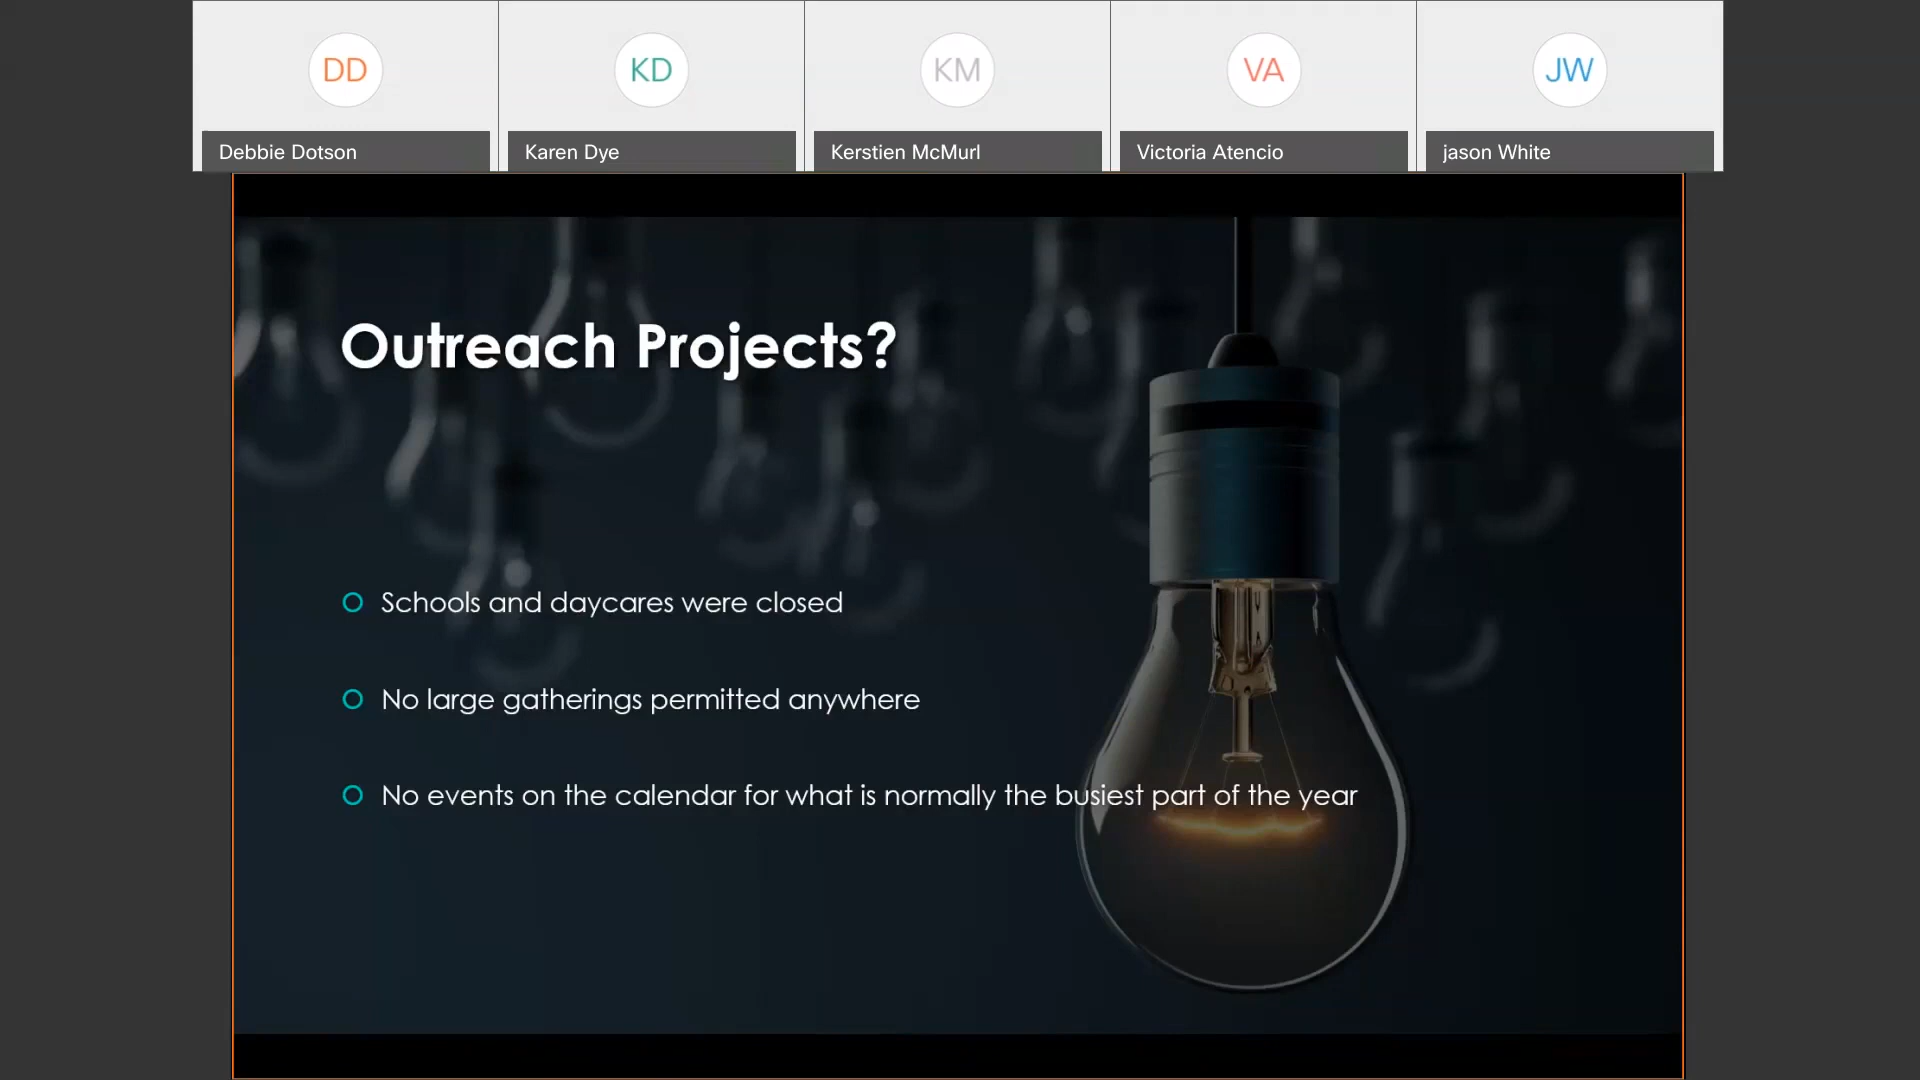 DD
KD
KM
VA
JW
Debbie Dotson
Karen Dye
Kerstien McMurl
Victoria Atencio
jason White
Outreach Projects?
Schools and daycares were closed
No large gatherings permitted anywhere
No events on the calendar for what is normally the busiest part of the year